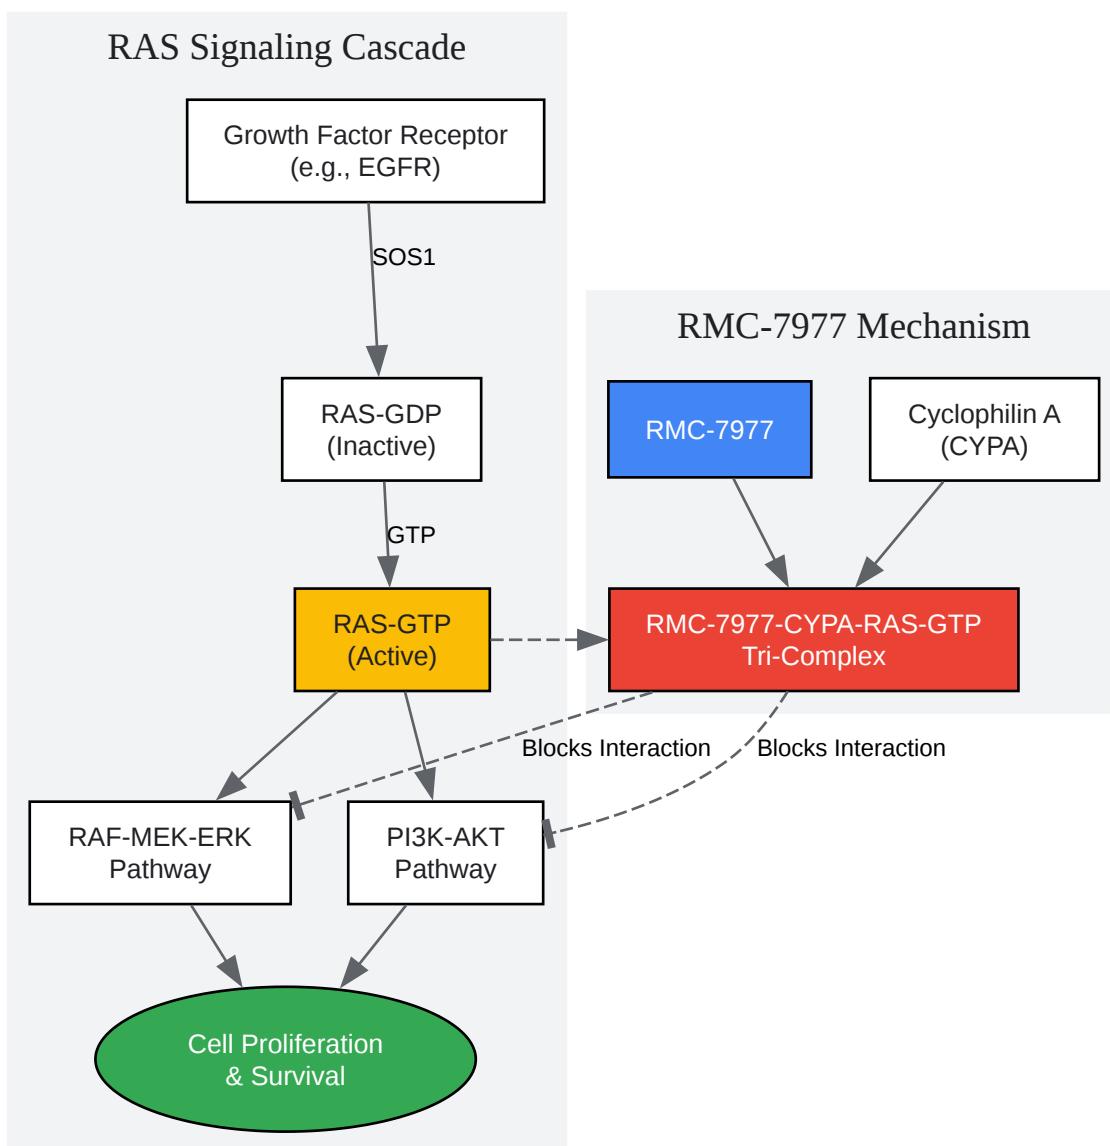 RAS Signaling Cascade
Growth Factor Receptor
(e.g., EGFR)
SOS1
RAS-GDP
(Inactive)
GTP
RAS-GTP
(Active)
RAF-MEK-ERK
Pathway
PI3K-AKT
Pathway
Cell Proliferation
& Survival
RMC-7977 Mechanism
RMC-7977
Cyclophilin A
(CYPA)
RMC-7977-CYPA-RAS-GTP
Tri-Complex
Blocks Interaction
Blocks Interaction